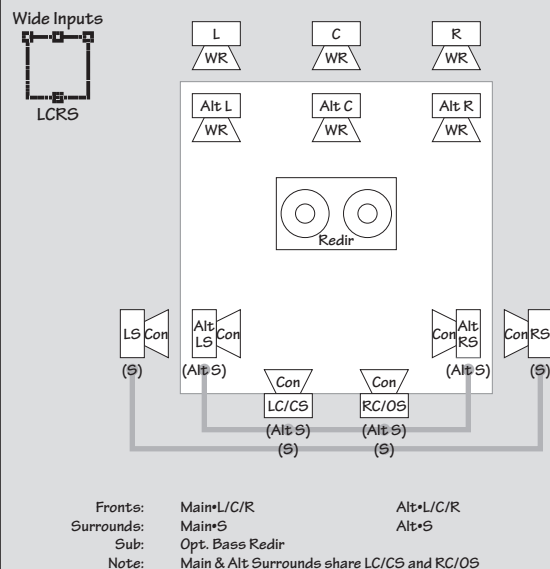 Wide Inputs
LCRS
L C R
WR WR WR
Alt L Alt C Alt R
WR WR WR
Redir
LS Con Alt LS Con Con Alt RS Con RS
(S) (Alt S) (Alt S) (S)
Con Con
LC/CS RC/OS
(Alt S) (Alt S)
(S) (S)
Fronts: Main•L/C/R Alt•L/C/R
Surrounds: Main•S Alt•S
Sub: Opt. Bass Redir
Note: Main & Alt Surrounds share LC/CS and RC/OS